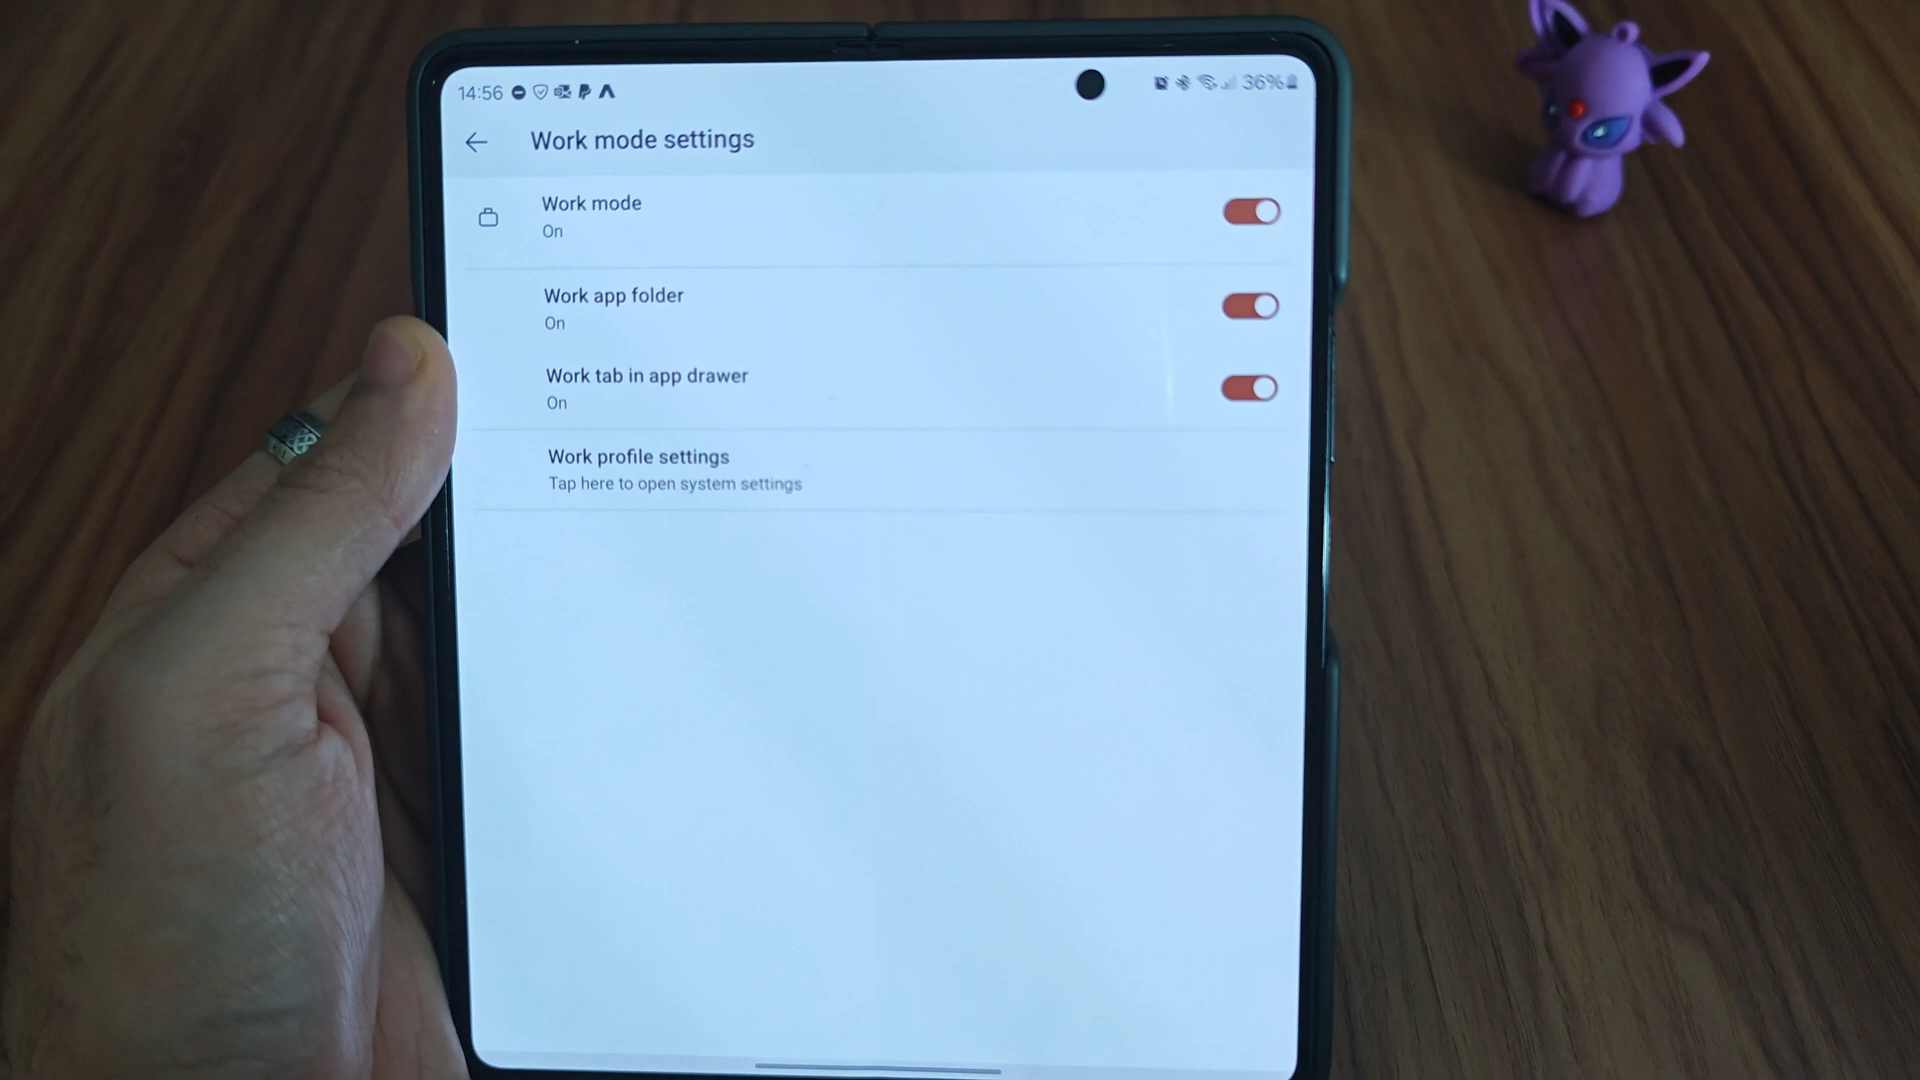 14:56
36%
Work mode settings
Work mode
On
Work app folder
On
Work tab in app drawer
On
Work profile settings
Tap here to open system settings